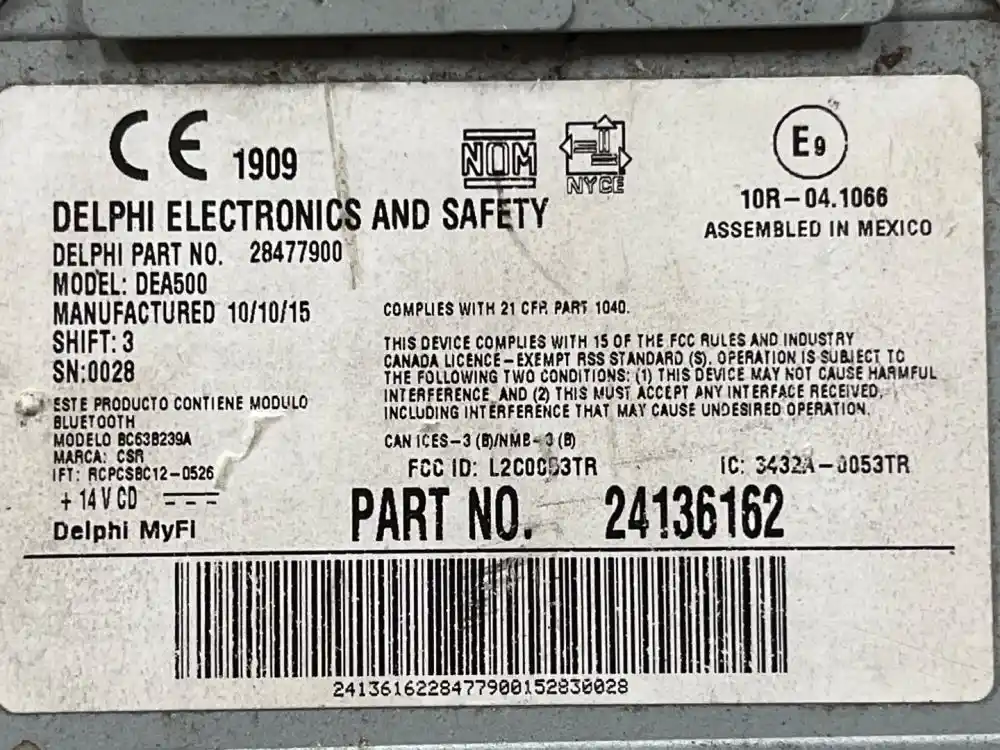 CE 1909
NOM
NYCE
E9
10R-04.1066
ASSEMBLED IN MEXICO
DELPHI ELECTRONICS AND SAFETY
DELPHI PART NO. 28477900
MODEL: DEA500
MANUFACTURED 10/10/15
SHIFT: 3
SN:0028
ESTE PRODUCTO CONTIENE MODULO
BLUETOOTH
MODELO BC63B239A
MARCA: CSR
IFT: RCPCSBC12-0526
+ 14V CD
Delphi MyFi
COMPLIES WITH 21 CFR PART 1040.
THIS DEVICE COMPLIES WITH 15 OF THE FCC RULES AND INDUSTRY
CANADA LICENCE-EXEMPT RSS STANDARD (S). OPERATION IS SUBJECT TO
THE FOLLOWING TWO CONDITIONS: (1) THIS DEVICE MAY NOT CAUSE HARMFUL
INTERFERENCE, AND (2) THIS MUST ACCEPT ANY INTERFACE RECEIVED,
INCLUDING INTERFERENCE THAT MAY CAUSE UNDESIRED OPERATION.
CAN ICES-3 (B)/NMB-3 (B)
FCC ID: L2C0053TR IC: 3432A-0053TR
PART NO. 24136162
2413616228477900152830028